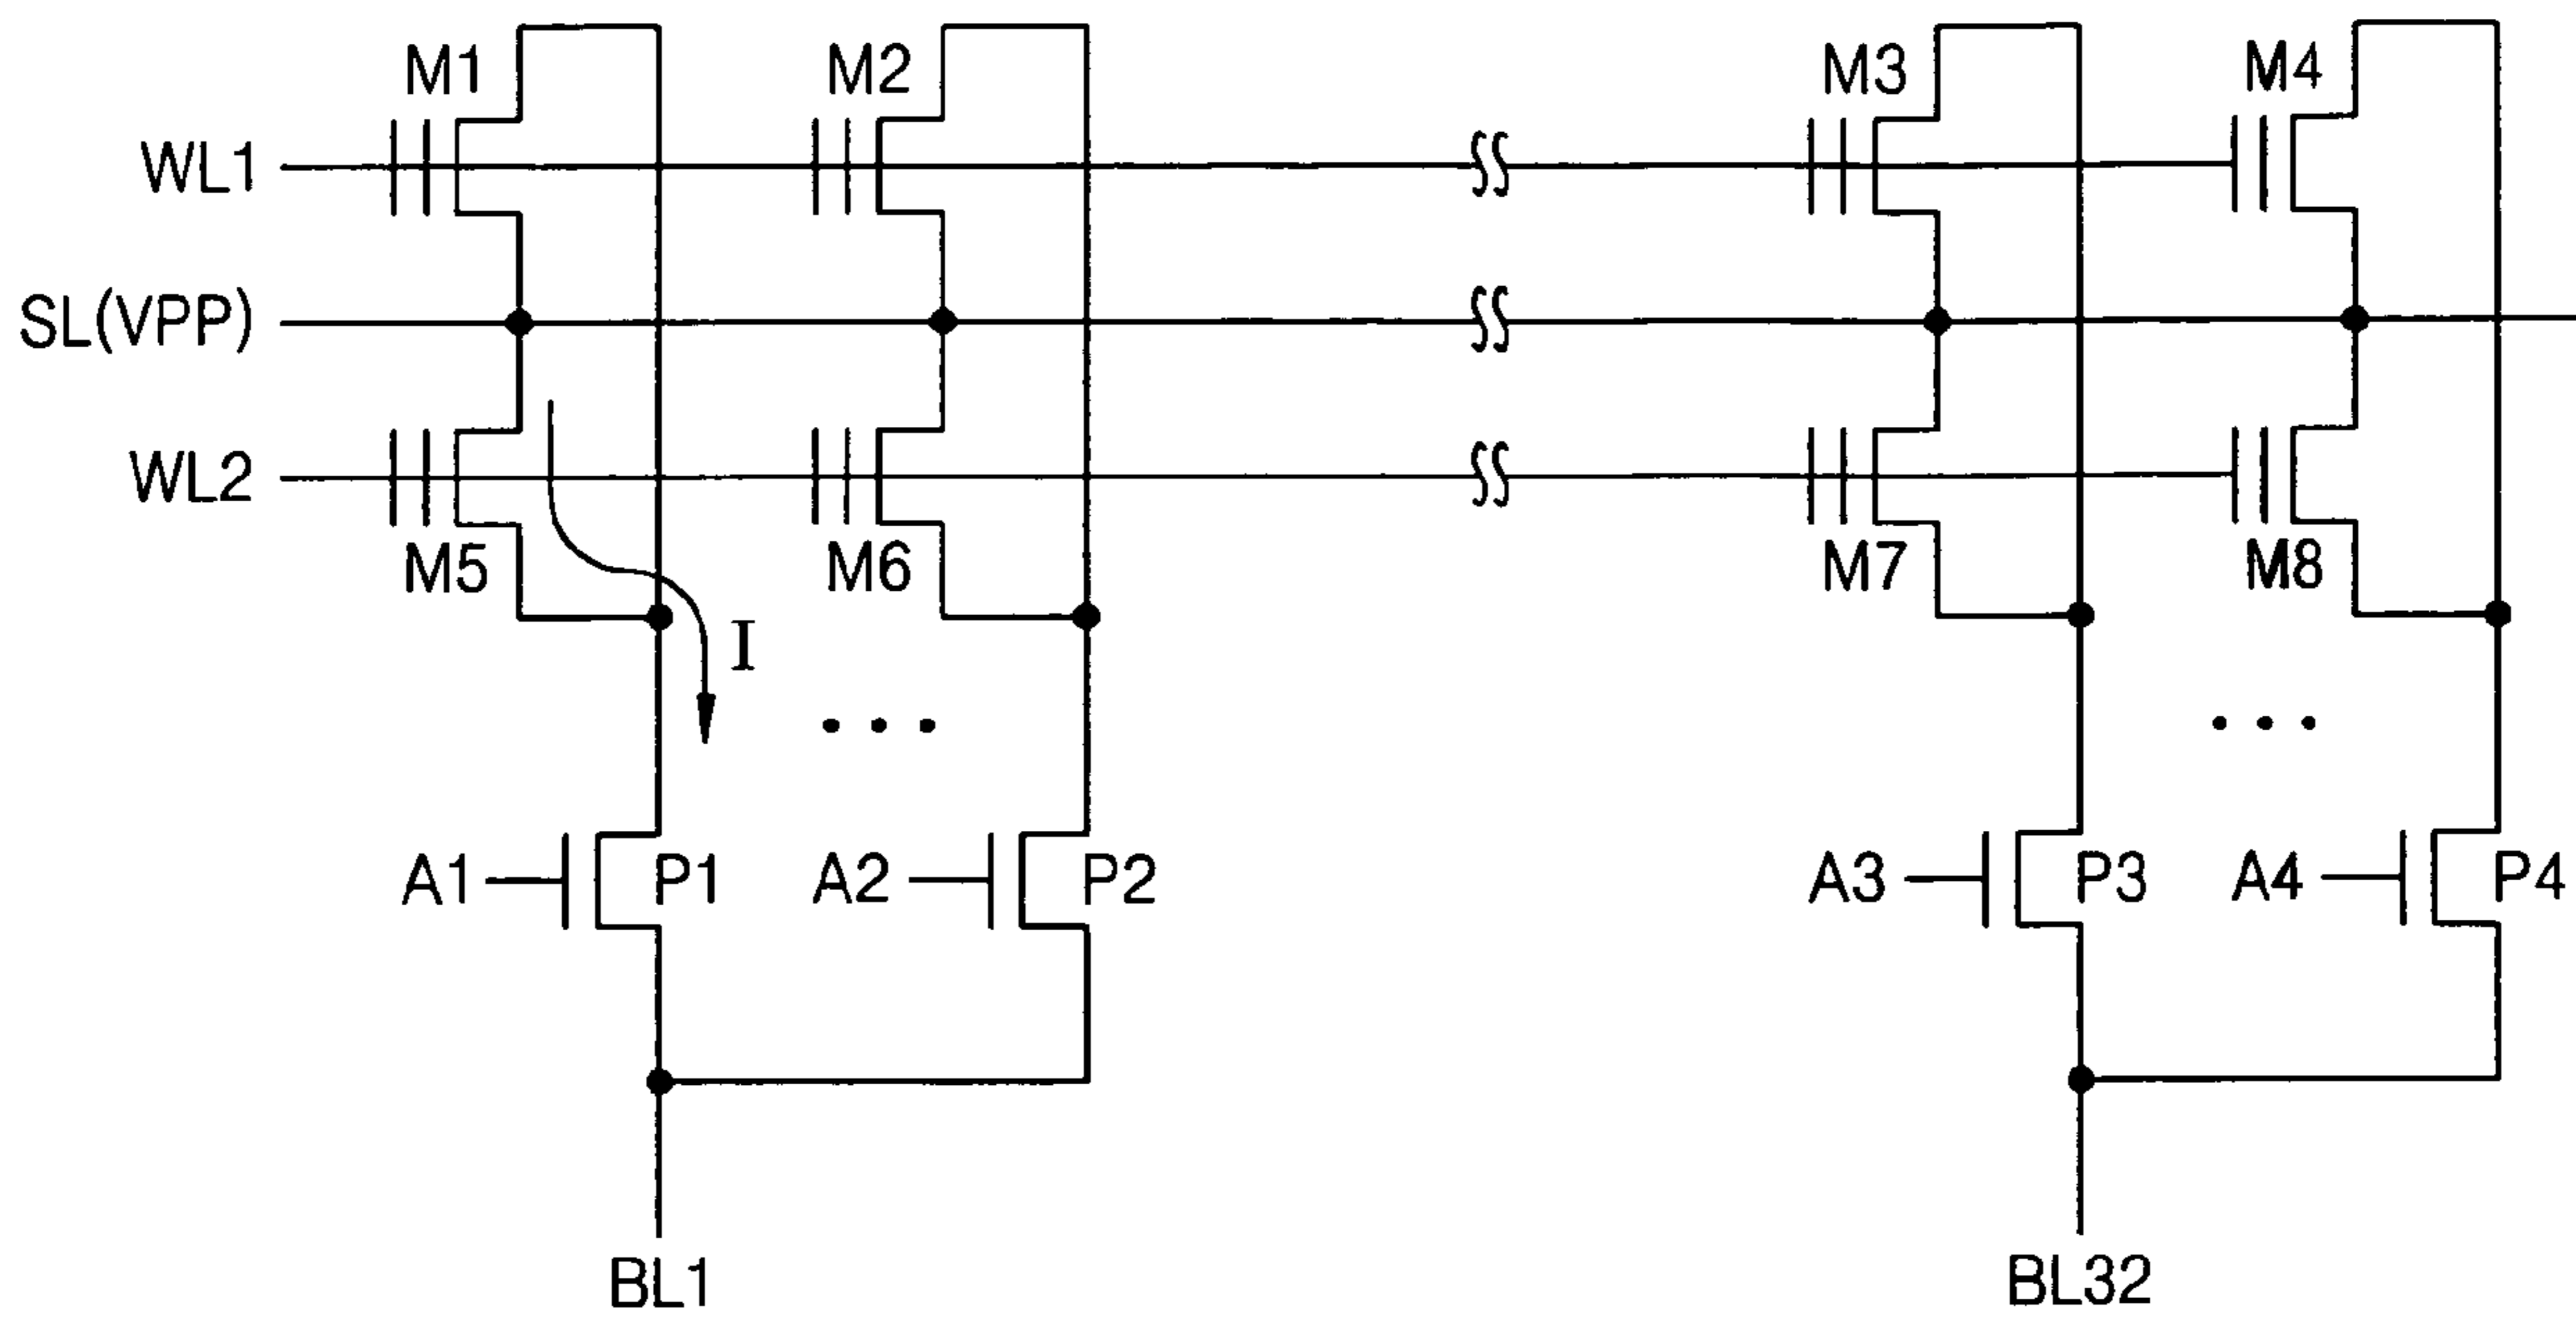 M1 M2 M3 M4
WL1
SL(VPP)
WL2
M5 M6 M7 M8
I
A1 P1 A2 P2 A3 P3 A4 P4
BL1 BL32